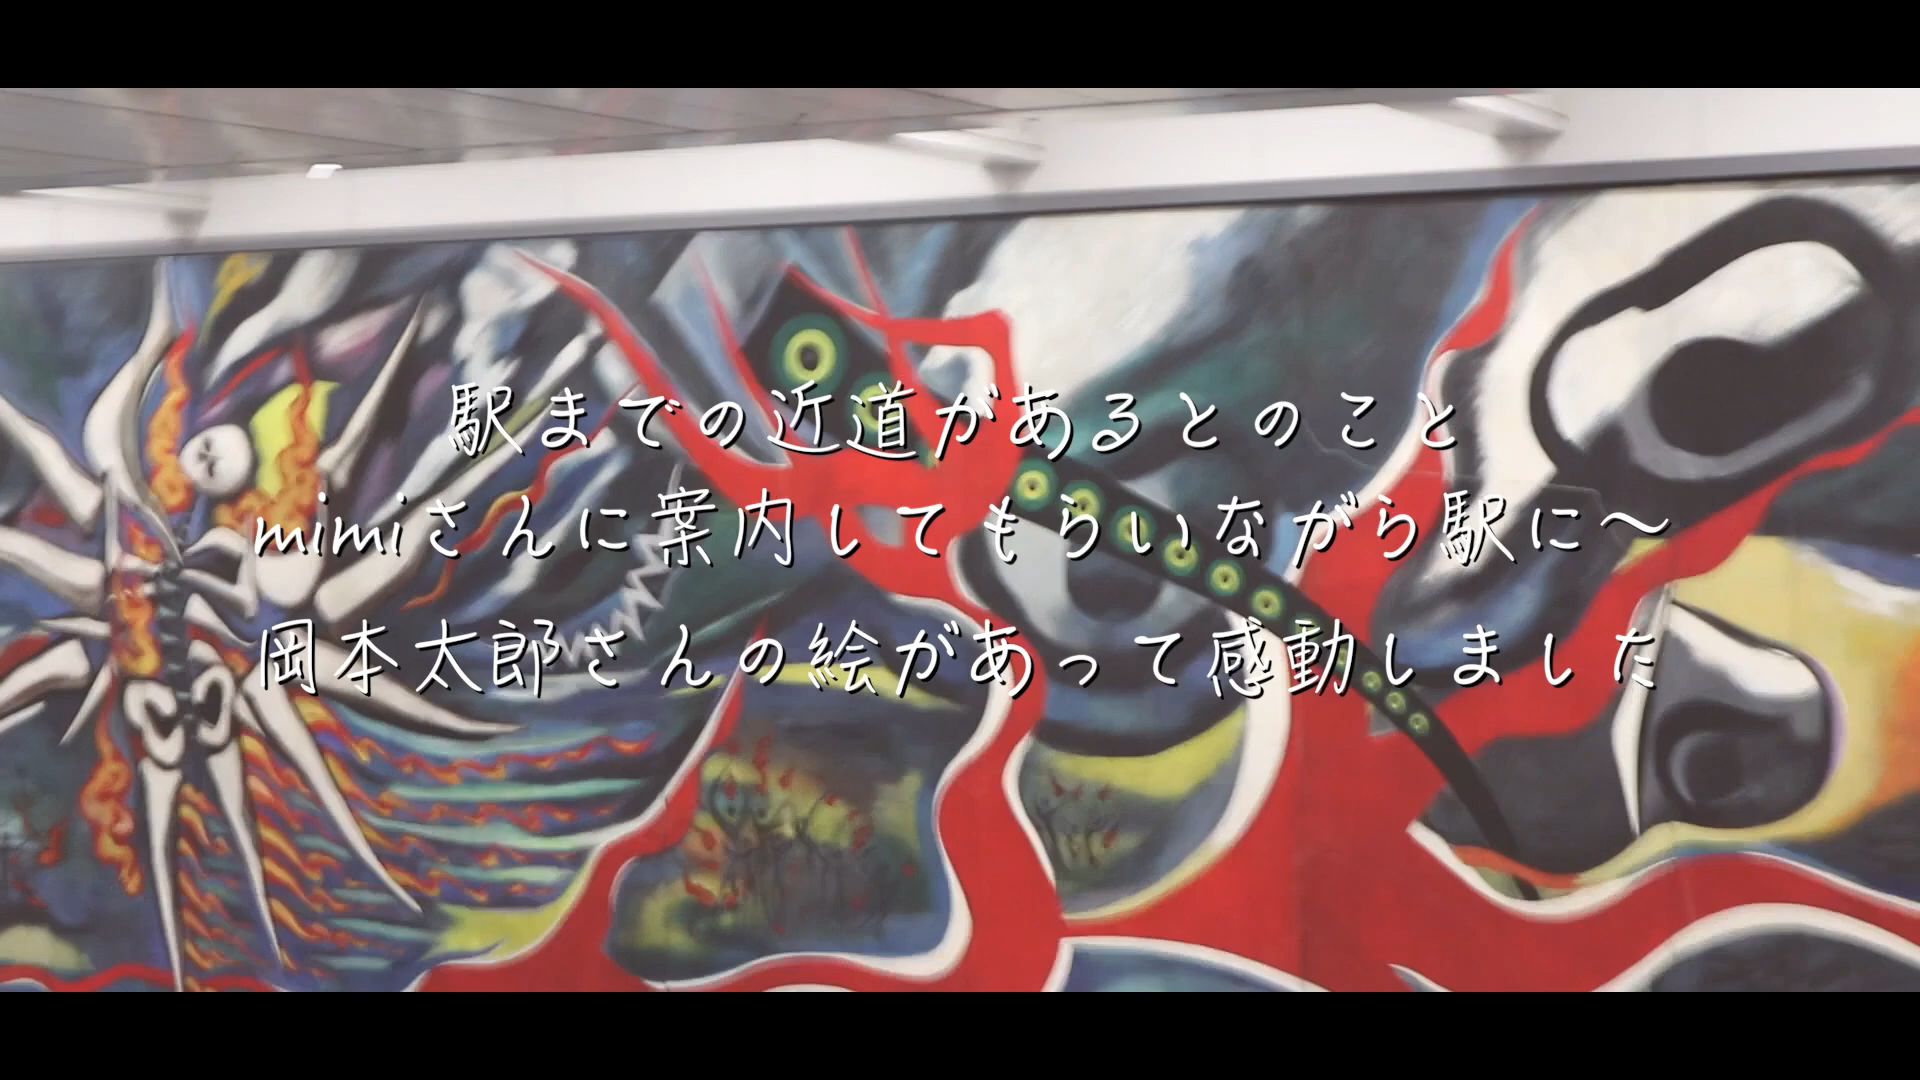 駅までの近道があるとのこと
mimiさんに案内してもらいながら駅に～
岡本太郎さんの絵があって感動しました